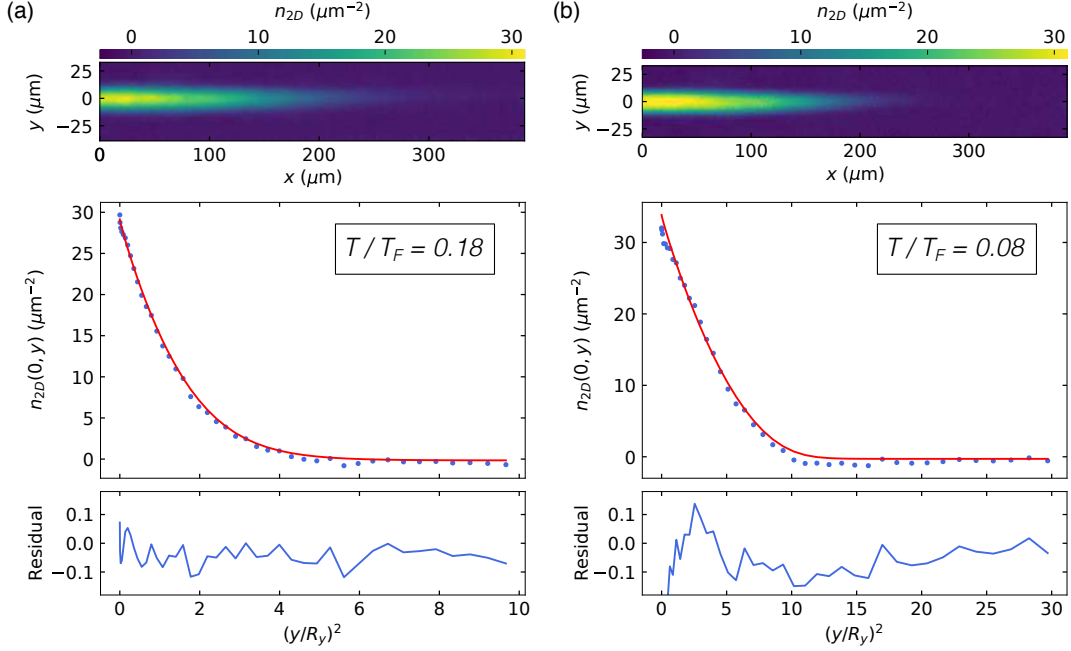 (a)
n2D (μm−2)
0 10 20 30
y (μm)
25
0
−25
0 100 200 300
x (μm)
n2D(0, y) (μm−2)
30
25
20
15
10
5
0
T / TF = 0.18
Residual
0.1
0.0
−0.1
0 2 4 6 8 10
(y/Ry)2
(b)
n2D (μm−2)
0 10 20 30
y (μm)
25
0
−25
0 100 200 300
x (μm)
n2D(0, y) (μm−2)
30
20
10
0
T / TF = 0.08
Residual
0.1
0.0
−0.1
0 5 10 15 20 25 30
(y/Ry)2